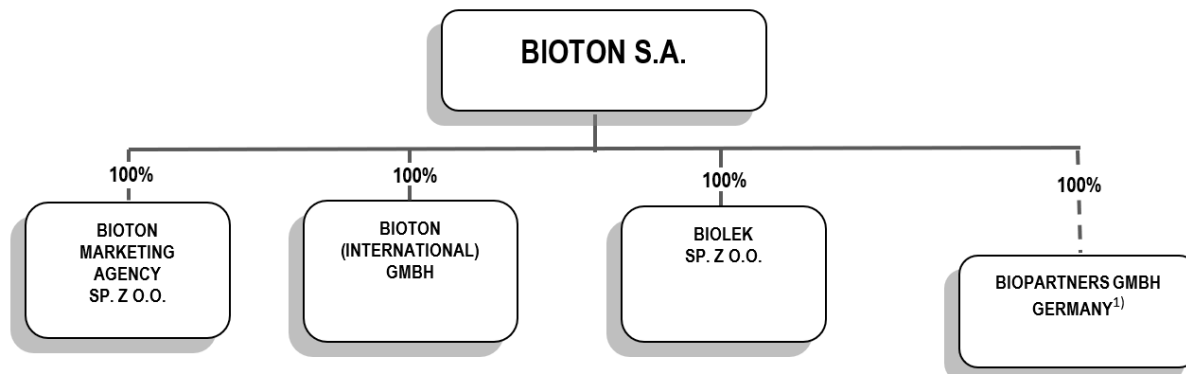 BIOTON S.A.
100%
100%
100%
100%
BIOTON
MARKETING
AGENCY
SP. Z O.O.
BIOTON
(INTERNATIONAL)
GMBH
BIOLEK
SP. Z O.O.
BIOPARTNERS GMBH
GERMANY¹⁾